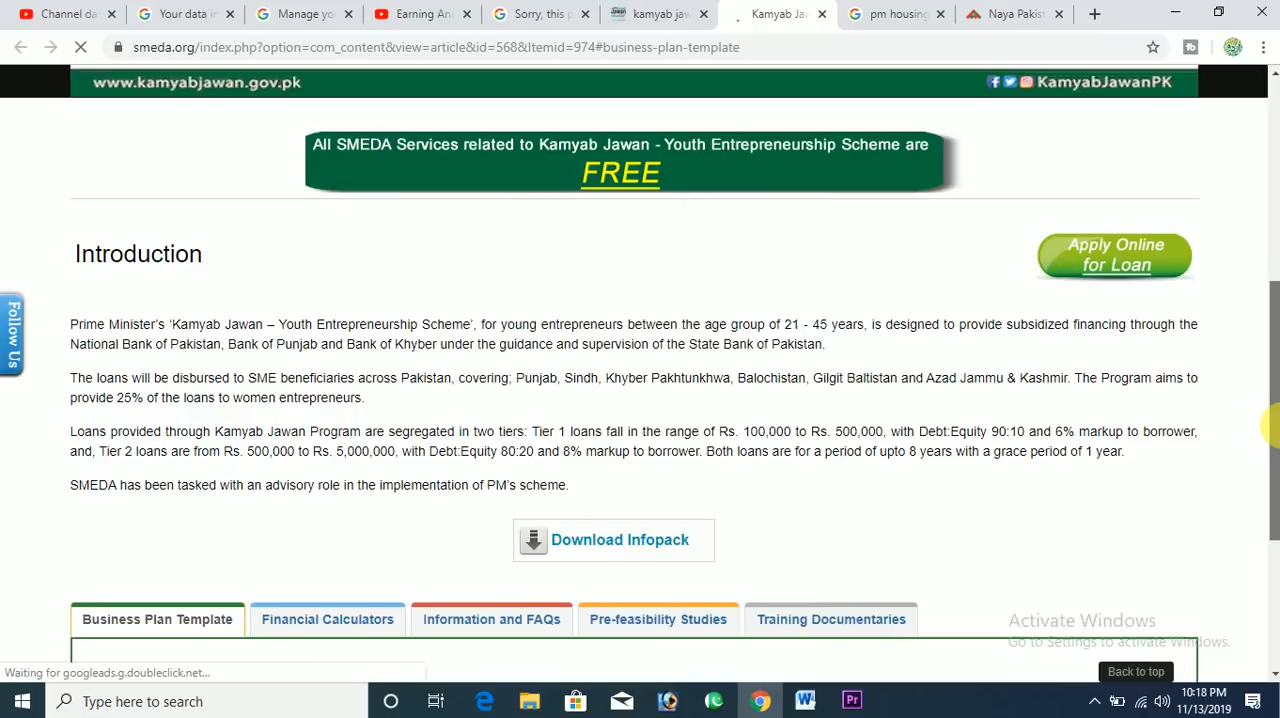 Channel da
Your data in
Manage yo
Earning An
Sorry, this p
kamyab jaw
Kamyab Jaw
pm housing
Naya Pakist
smeda.org/index.php?option=com_content&view=article&id=568&Itemid=974#business-plan-template
www.kamyabjawan.gov.pk
KamyabJawanPK
All SMEDA Services related to Kamyab Jawan - Youth Entrepreneurship Scheme are
FREE
Introduction
Apply Online
for Loan
Follow Us
Prime Minister's 'Kamyab Jawan – Youth Entrepreneurship Scheme', for young entrepreneurs between the age group of 21 - 45 years, is designed to provide subsidized financing through the
National Bank of Pakistan, Bank of Punjab and Bank of Khyber under the guidance and supervision of the State Bank of Pakistan.
The loans will be disbursed to SME beneficiaries across Pakistan, covering; Punjab, Sindh, Khyber Pakhtunkhwa, Balochistan, Gilgit Baltistan and Azad Jammu & Kashmir. The Program aims to
provide 25% of the loans to women entrepreneurs.
Loans provided through Kamyab Jawan Program are segregated in two tiers: Tier 1 loans fall in the range of Rs. 100,000 to Rs. 500,000, with Debt:Equity 90:10 and 6% markup to borrower,
and, Tier 2 loans are from Rs. 500,000 to Rs. 5,000,000, with Debt:Equity 80:20 and 8% markup to borrower. Both loans are for a period of upto 8 years with a grace period of 1 year.
SMEDA has been tasked with an advisory role in the implementation of PM's scheme.
Download Infopack
Business Plan Template
Financial Calculators
Information and FAQs
Pre-feasibility Studies
Training Documentaries
Activate Windows
Go to Settings to activate Windows.
Waiting for googleads.g.doubleclick.net...
Back to top
Type here to search
10:18 PM
11/13/2019